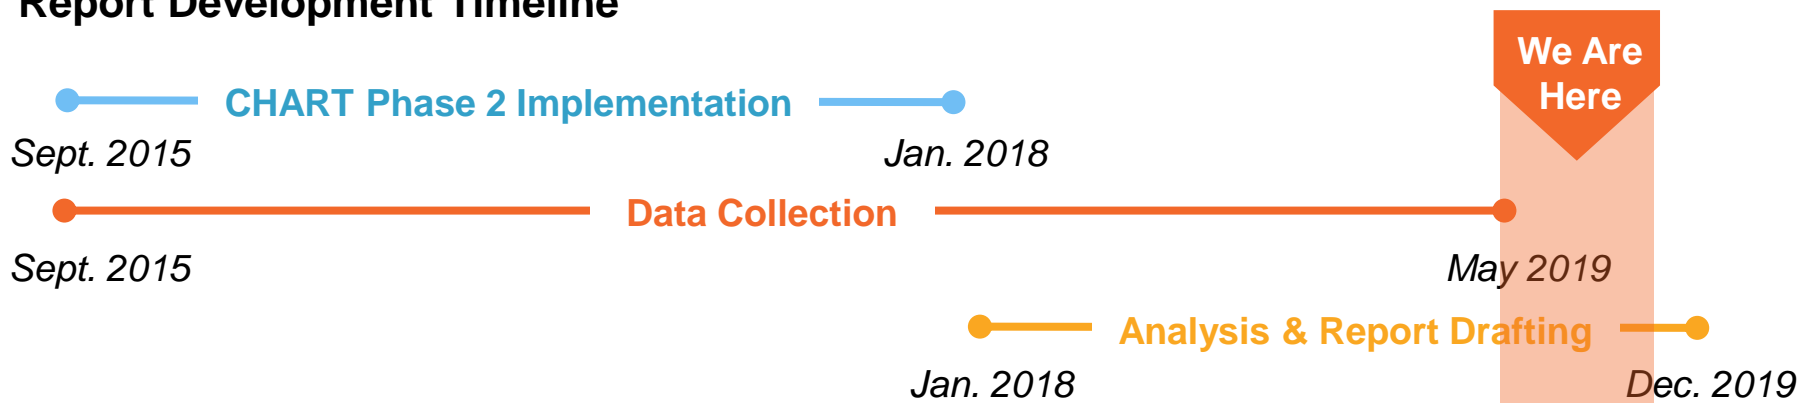 Report Development Timeline
We Are
Here
CHART Phase 2 Implementation
Sept. 2015
Jan. 2018
Data Collection
Sept. 2015
May 2019
Analysis & Report Drafting
Jan. 2018
Dec. 2019